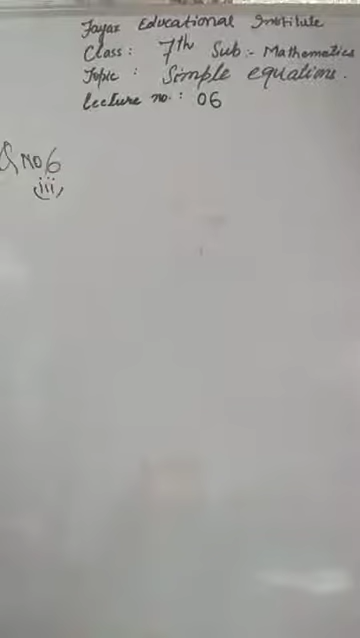 Jayaz Educational Institute
Class: 7th Sub:- Mathematics
Topic: Simple equations.
Lecture no.: 06
Q NO 6
(iii)